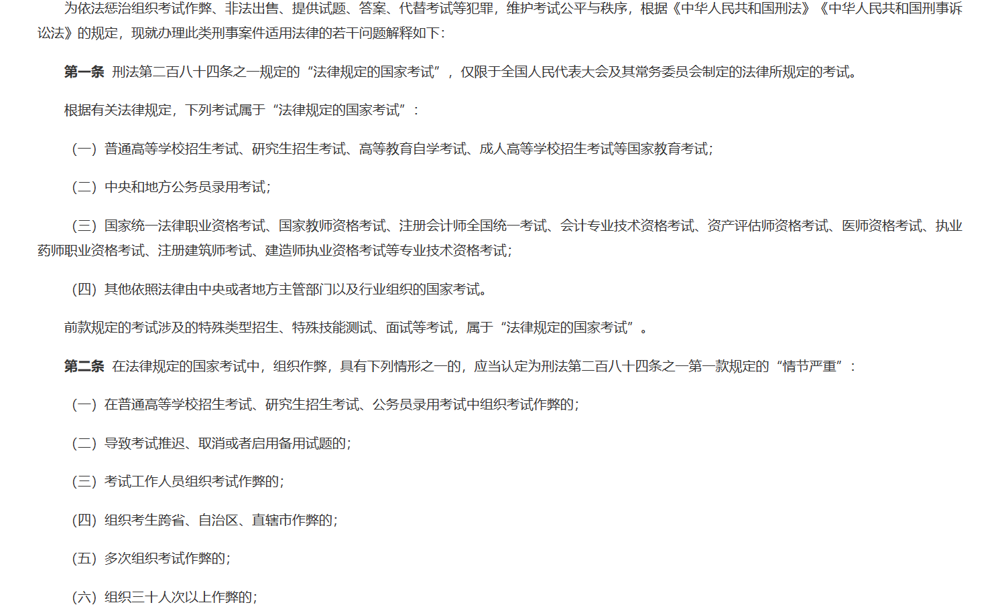 为依法惩治组织考试作弊、非法出售、提供试题、答案、代替考试等犯罪，维护考试公平与秩序，根据《中华人民共和国刑法》《中华人民共和国刑事诉
讼法》的规定，现就办理此类刑事案件适用法律的若干问题解释如下：
第一条 刑法第二百八十四条之一规定的“法律规定的国家考试”，仅限于全国人民代表大会及其常务委员会制定的法律所规定的考试。
根据有关法律规定，下列考试属于“法律规定的国家考试”：
（一）普通高等学校招生考试、研究生招生考试、高等教育自学考试、成人高等学校招生考试等国家教育考试；
（二）中央和地方公务员录用考试；
（三）国家统一法律职业资格考试、国家教师资格考试、注册会计师全国统一考试、会计专业技术资格考试、资产评估师资格考试、医师资格考试、执业
药师职业资格考试、注册建筑师考试、建造师执业资格考试等专业技术资格考试；
（四）其他依照法律由中央或者地方主管部门以及行业组织的国家考试。
前款规定的考试涉及的特殊类型招生、特殊技能测试、面试等考试，属于“法律规定的国家考试”。
第二条 在法律规定的国家考试中，组织作弊，具有下列情形之一的，应当认定为刑法第二百八十四条之一第一款规定的“情节严重”：
（一）在普通高等学校招生考试、研究生招生考试、公务员录用考试中组织考试作弊的；
（二）导致考试推迟、取消或者启用备用试题的；
（三）考试工作人员组织考试作弊的；
（四）组织考生跨省、自治区、直辖市作弊的；
（五）多次组织考试作弊的；
（六）组织三十人次以上作弊的；